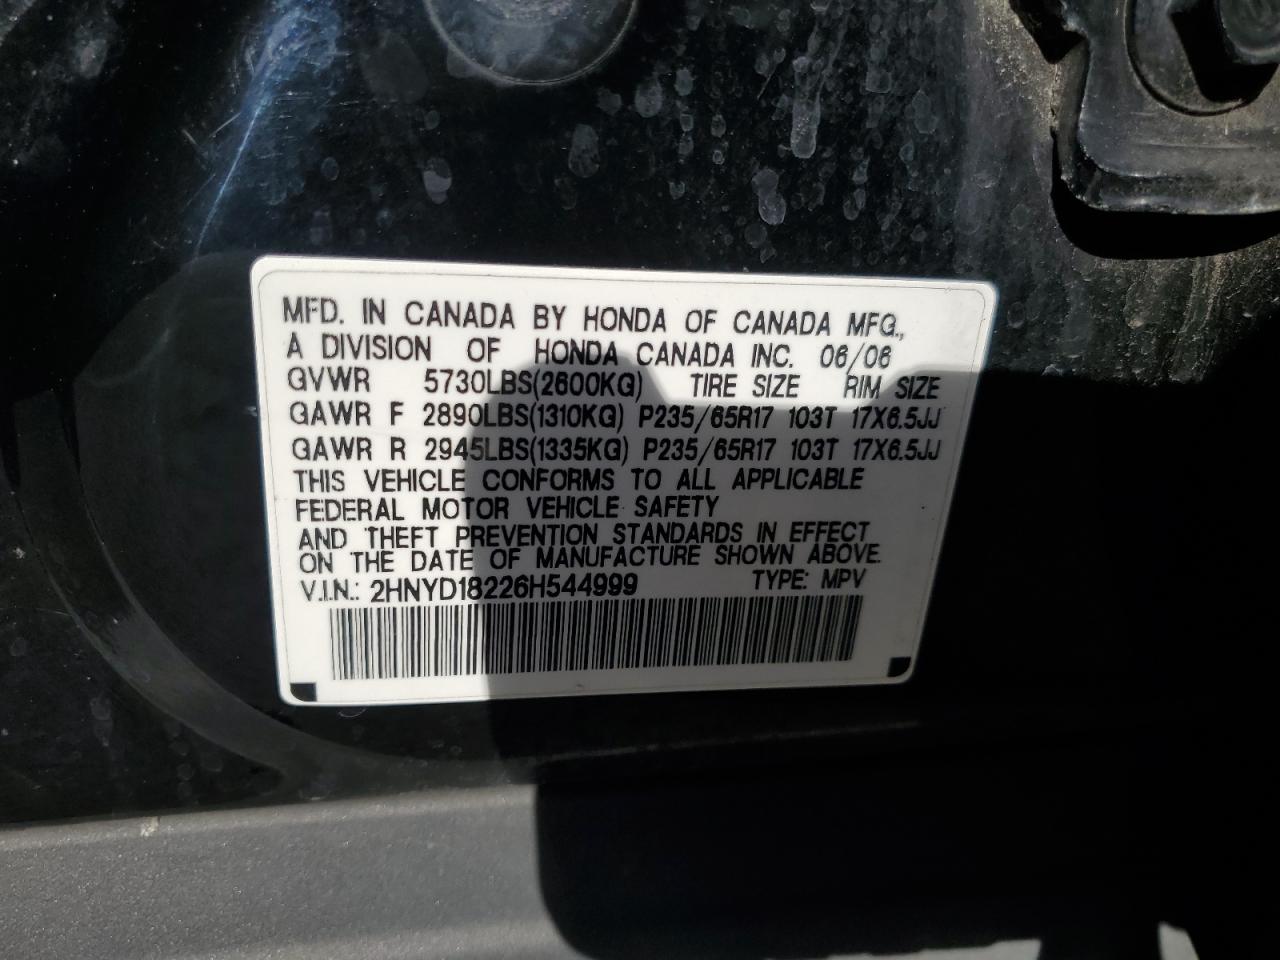 MFD. IN CANADA BY HONDA OF CANADA MFG.,
A DIVISION OF HONDA CANADA INC. 06/06
GVWR 5730LBS(2600KG) TIRE SIZE RIM SIZE
GAWR F 2890LBS(1310KG) P235/65R17 103T 17X6.5JJ
GAWR R 2945LBS(1335KG) P235/65R17 103T 17X6.5JJ
THIS VEHICLE CONFORMS TO ALL APPLICABLE
FEDERAL MOTOR VEHICLE SAFETY
AND THEFT PREVENTION STANDARDS IN EFFECT
ON THE DATE OF MANUFACTURE SHOWN ABOVE.
V.I.N.: 2HNYD18226H544999 TYPE: MPV